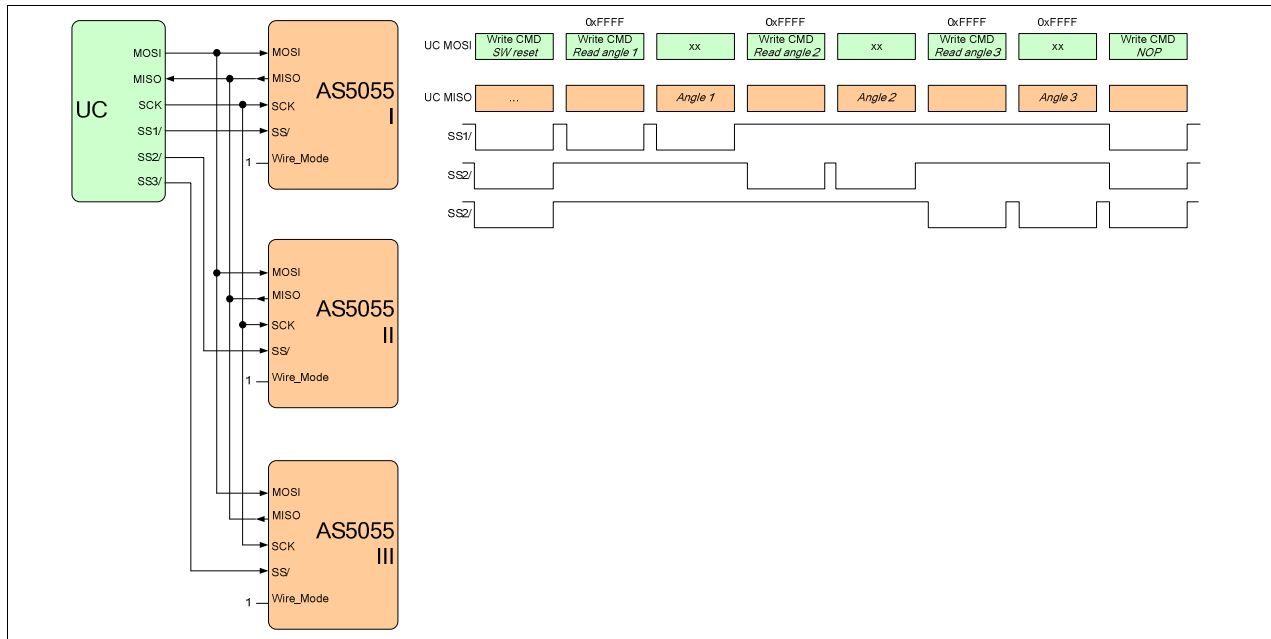 UC
MOSI
MISO
SCK
SS1/
SS2/
SS3/
MOSI
MISO
SCK
SS/
Wire_Mode
1
AS5055
I
MOSI
MISO
SCK
SS/
Wire_Mode
1
AS5055
II
MOSI
MISO
SCK
SS/
Wire_Mode
1
AS5055
III
0xFFFF 0xFFFF 0xFFFF 0xFFFF
UC MOSI
Write CMD
SW reset
Write CMD
Read angle 1
xx
Write CMD
Read angle 2
xx
Write CMD
Read angle 3
xx
Write CMD
NOP
UC MISO
...
Angle 1
Angle 2
Angle 3
SS1/
SS2/
SS2/